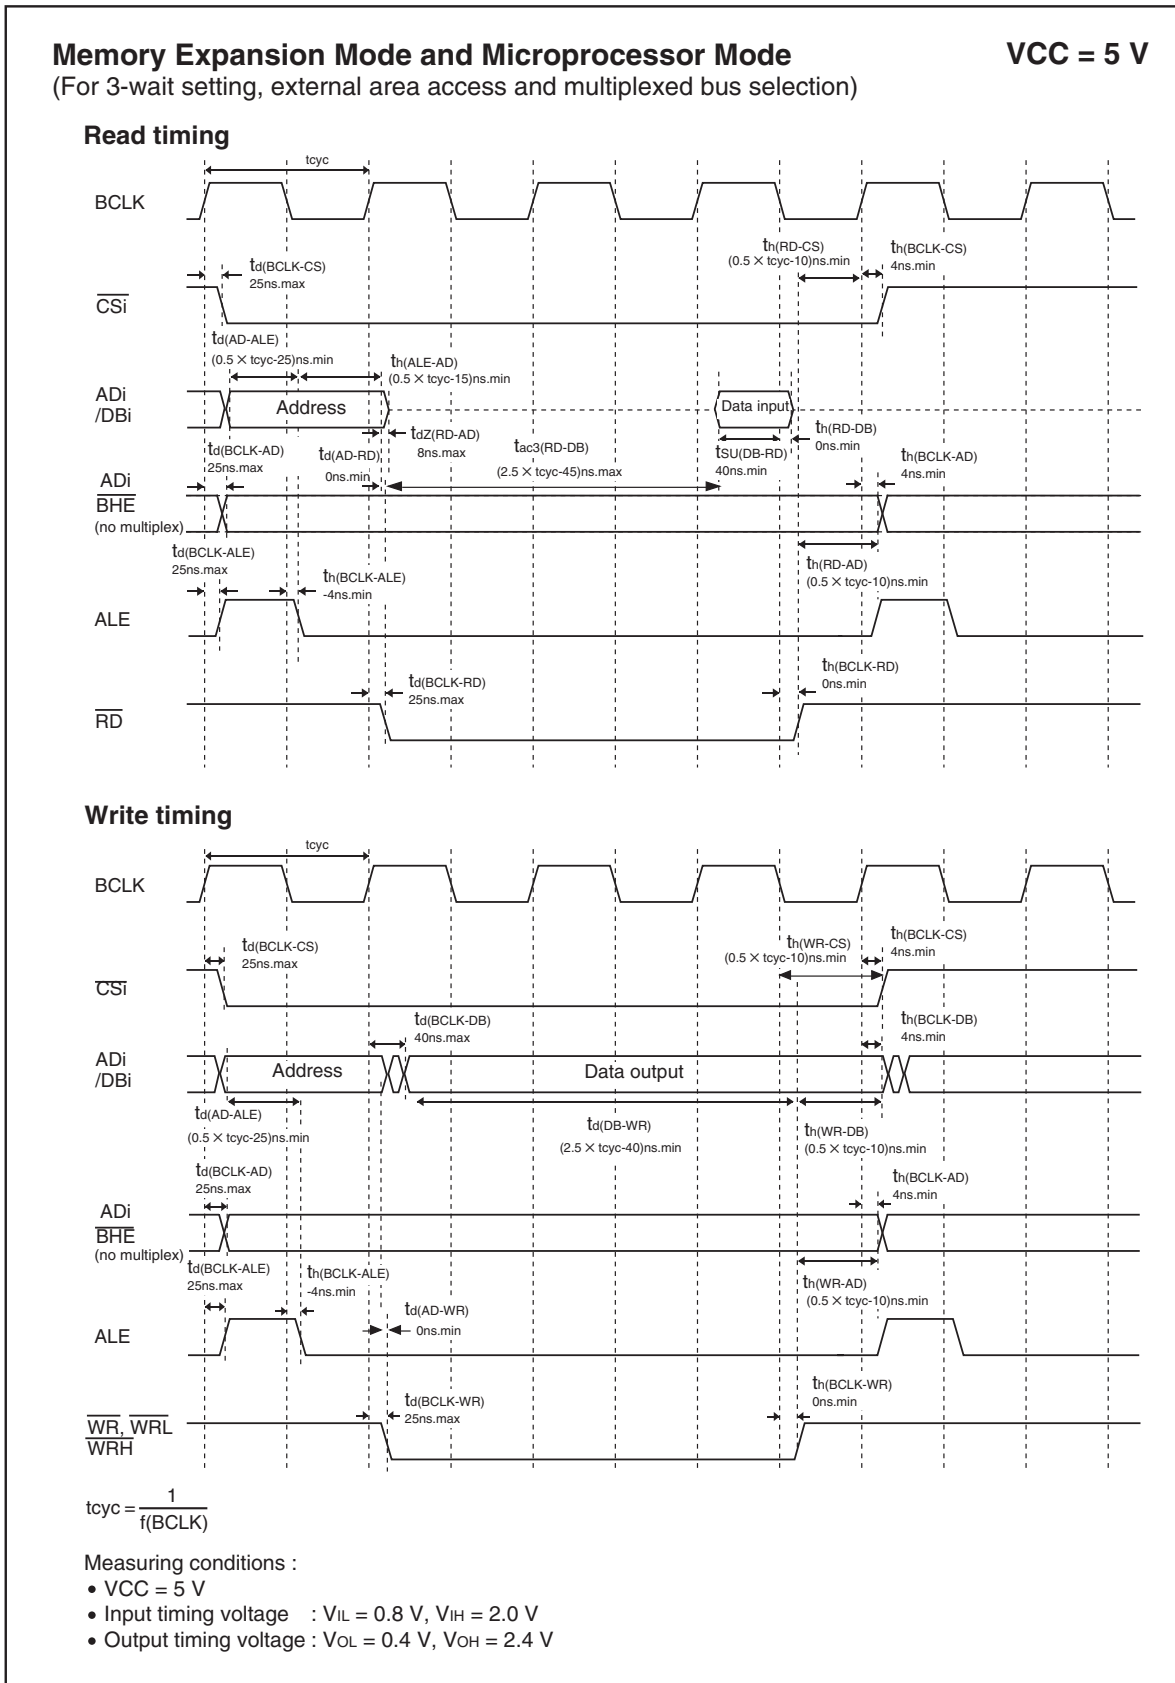 Memory Expansion Mode and Microprocessor Mode
VCC = 5 V
(For 3-wait setting, external area access and multiplexed bus selection)
Read timing
tcyc
BCLK
td(BCLK-CS)
25ns.max
th(RD-CS)
(0.5 × tcyc-10)ns.min
th(BCLK-CS)
4ns.min
CSi
td(AD-ALE)
(0.5 × tcyc-25)ns.min
th(ALE-AD)
(0.5 × tcyc-15)ns.min
ADi
/DBi
Address
Data input
td(BCLK-AD)
25ns.max
td(AD-RD)
0ns.min
tdZ(RD-AD)
8ns.max
tac3(RD-DB)
(2.5 × tcyc-45)ns.max
tSU(DB-RD)
40ns.min
th(RD-DB)
0ns.min
th(BCLK-AD)
4ns.min
ADi
BHE
(no multiplex)
td(BCLK-ALE)
25ns.max
th(BCLK-ALE)
-4ns.min
th(RD-AD)
(0.5 × tcyc-10)ns.min
ALE
td(BCLK-RD)
25ns.max
th(BCLK-RD)
0ns.min
RD
Write timing
tcyc
BCLK
td(BCLK-CS)
25ns.max
th(WR-CS)
(0.5 × tcyc-10)ns.min
th(BCLK-CS)
4ns.min
CSi
td(BCLK-DB)
40ns.max
th(BCLK-DB)
4ns.min
ADi
/DBi
Address
Data output
td(AD-ALE)
(0.5 × tcyc-25)ns.min
td(DB-WR)
(2.5 × tcyc-40)ns.min
th(WR-DB)
(0.5 × tcyc-10)ns.min
td(BCLK-AD)
25ns.max
th(BCLK-AD)
4ns.min
ADi
BHE
(no multiplex)
td(BCLK-ALE)
25ns.max
th(BCLK-ALE)
-4ns.min
td(AD-WR)
0ns.min
th(WR-AD)
(0.5 × tcyc-10)ns.min
ALE
td(BCLK-WR)
25ns.max
th(BCLK-WR)
0ns.min
WR, WRL
WRH
tcyc = 1
f(BCLK)
Measuring conditions :
• VCC = 5 V
• Input timing voltage : VIL = 0.8 V, VIH = 2.0 V
• Output timing voltage : VOL = 0.4 V, VOH = 2.4 V